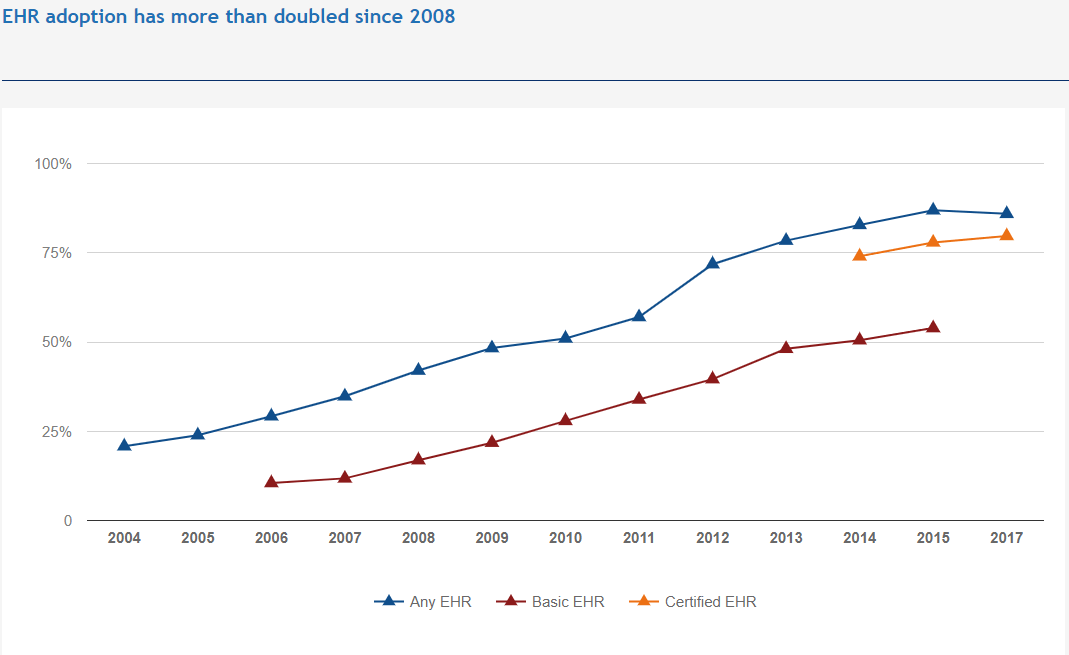 EHR adoption has more than doubled since 2008
100%
75%
50%
25%
0
2004 2005 2006 2007 2008 2009 2010 2011 2012 2013 2014 2015 2017
Any EHR Basic EHR Certified EHR